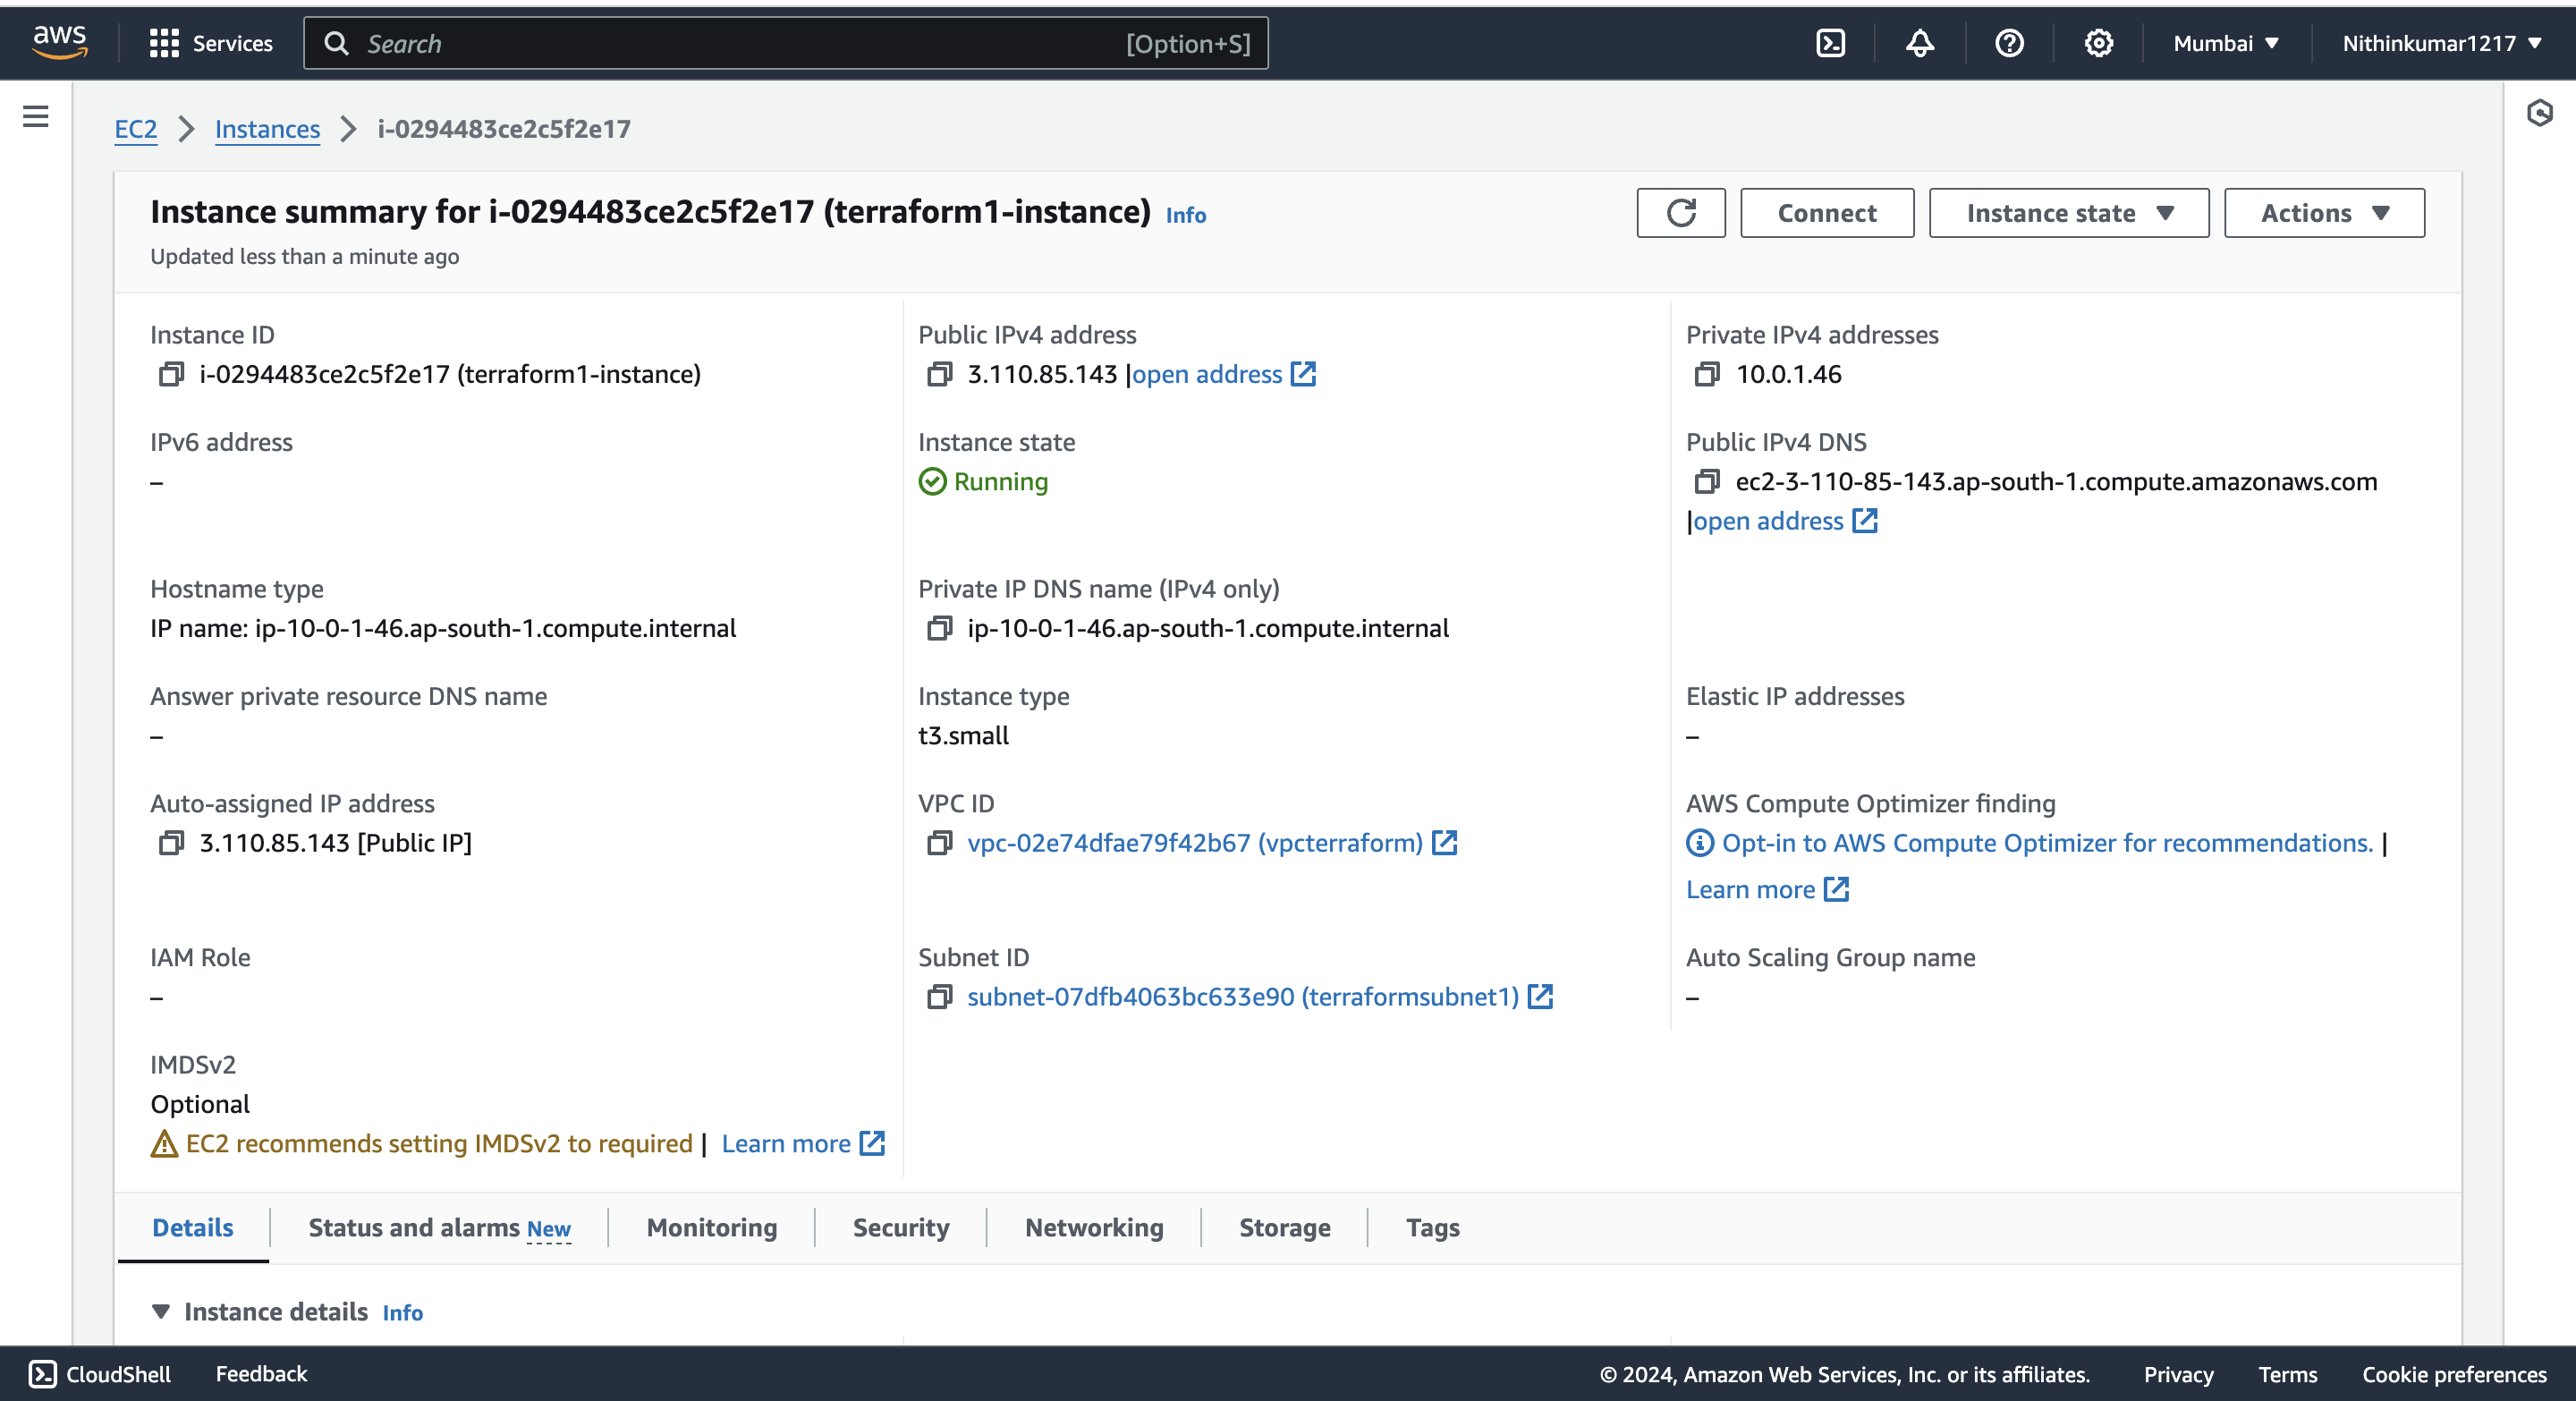 aws
Services
Search [Option+S]
Mumbai ▼
Nithinkumar1217 ▼
EC2 > Instances > i-0294483ce2c5f2e17
Instance summary for i-0294483ce2c5f2e17 (terraform1-instance) Info
Updated less than a minute ago
Connect
Instance state ▼
Actions ▼
Instance ID
i-0294483ce2c5f2e17 (terraform1-instance)
Public IPv4 address
3.110.85.143 |open address
Private IPv4 addresses
10.0.1.46
IPv6 address
–
Instance state
Running
Public IPv4 DNS
ec2-3-110-85-143.ap-south-1.compute.amazonaws.com
|open address
Hostname type
IP name: ip-10-0-1-46.ap-south-1.compute.internal
Private IP DNS name (IPv4 only)
ip-10-0-1-46.ap-south-1.compute.internal
Answer private resource DNS name
–
Instance type
t3.small
Elastic IP addresses
–
Auto-assigned IP address
3.110.85.143 [Public IP]
VPC ID
vpc-02e74dfae79f42b67 (vpcterraform)
AWS Compute Optimizer finding
Opt-in to AWS Compute Optimizer for recommendations. |
Learn more
IAM Role
–
Subnet ID
subnet-07dfb4063bc633e90 (terraformsubnet1)
Auto Scaling Group name
–
IMDSv2
Optional
EC2 recommends setting IMDSv2 to required | Learn more
Details
Status and alarms New
Monitoring
Security
Networking
Storage
Tags
▼ Instance details Info
CloudShell
Feedback
© 2024, Amazon Web Services, Inc. or its affiliates.
Privacy
Terms
Cookie preferences